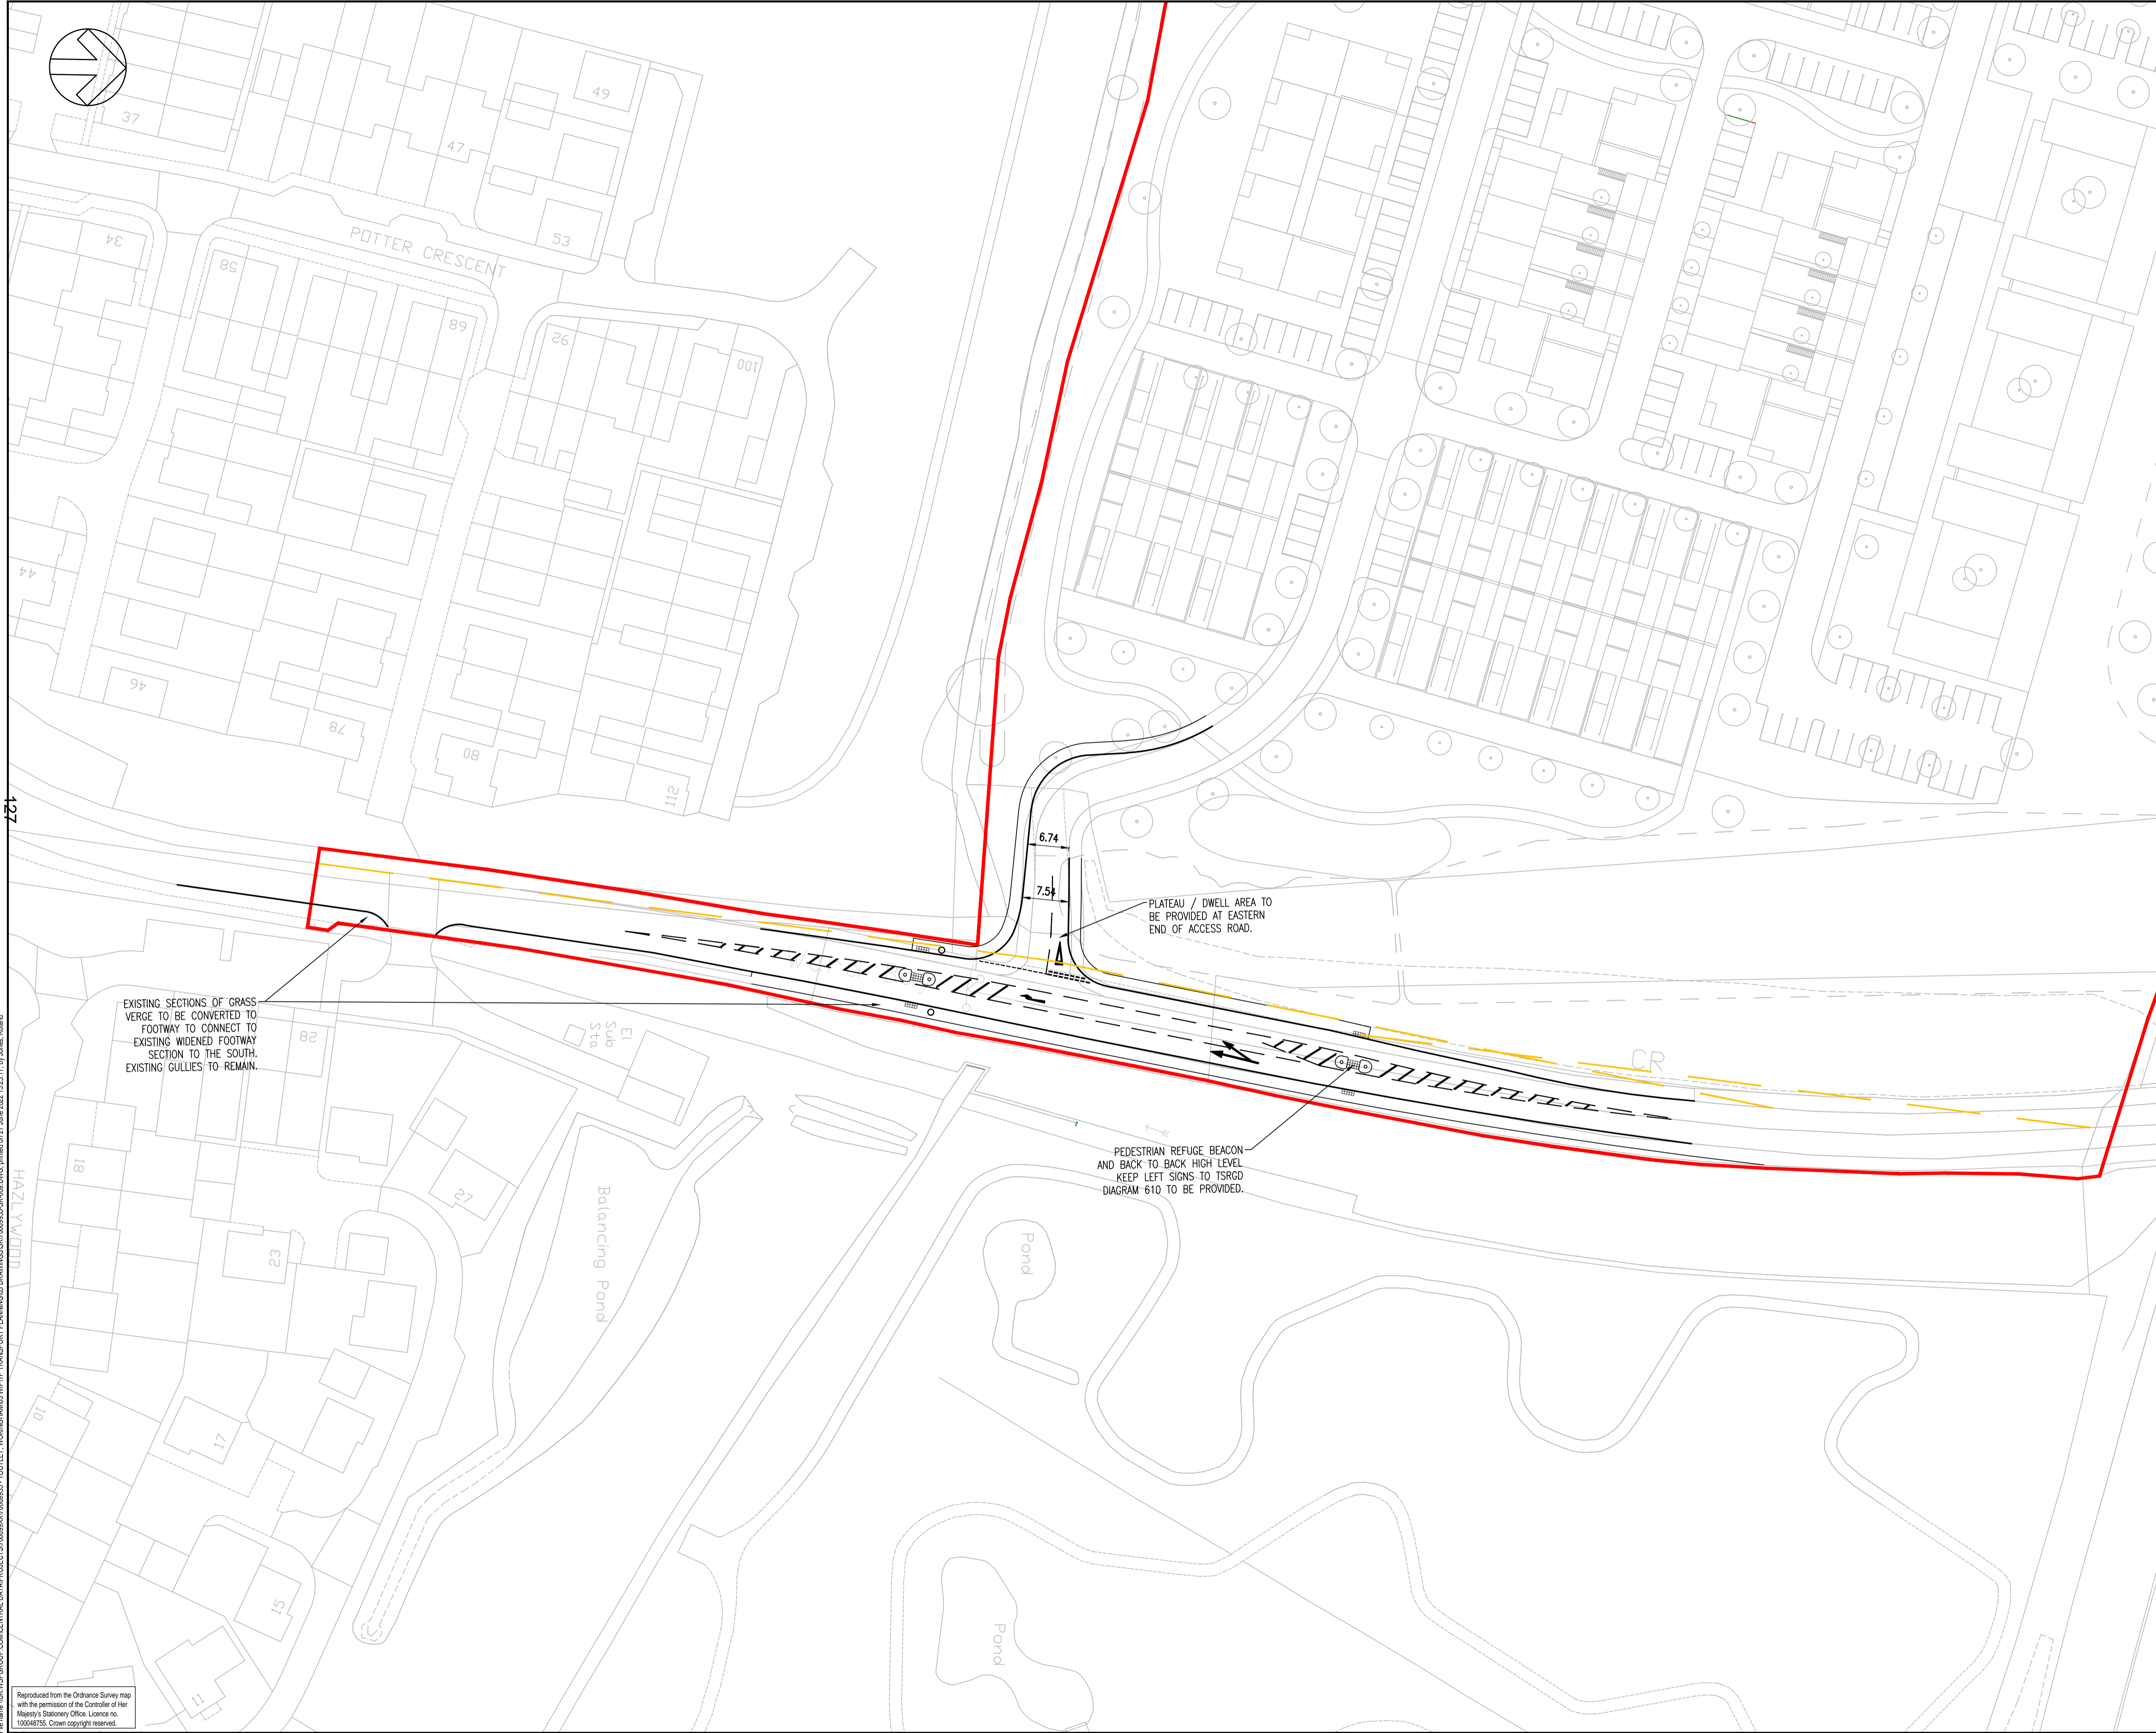 37
47
49
53
POTTER CRESCENT
34
58
68
92
100
44
46
78
80
112
127
6.74
7.54
PLATEAU / DWELL AREA TO
BE PROVIDED AT EASTERN
END OF ACCESS ROAD.
EXISTING SECTIONS OF GRASS
VERGE TO BE CONVERTED TO
FOOTWAY TO CONNECT TO
EXISTING WIDENED FOOTWAY
SECTION TO THE SOUTH.
EXISTING GULLIES TO REMAIN.
28
El
Sub
Sta
CR
PEDESTRIAN REFUGE BEACON
AND BACK TO BACK HIGH LEVEL
KEEP LEFT SIGNS TO TSRGD
DIAGRAM 610 TO BE PROVIDED.
18
27
HAZLYWOOD
23
Balancing Pond
Pond
10
17
15
11
Pond
Reproduced from the Ordnance Survey map
with the permission of the Controller of Her
Majesty's Stationery Office. Licence no.
100048755. Crown copyright reserved.